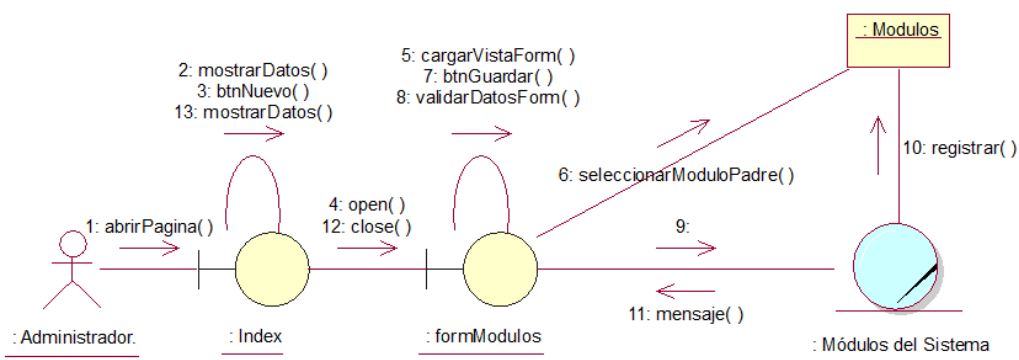 : Modulos
5: cargarVistaForm( )
7: btnGuardar( )
8: validarDatosForm( )
2: mostrarDatos( )
3: btnNuevo( )
13: mostrarDatos( )
10: registrar( )
6: seleccionarModuloPadre( )
4: open( )
12: close( )
1: abrirPagina( )
9:
11: mensaje( )
: Administrador.
: Index
: formModulos
: Módulos del Sistema